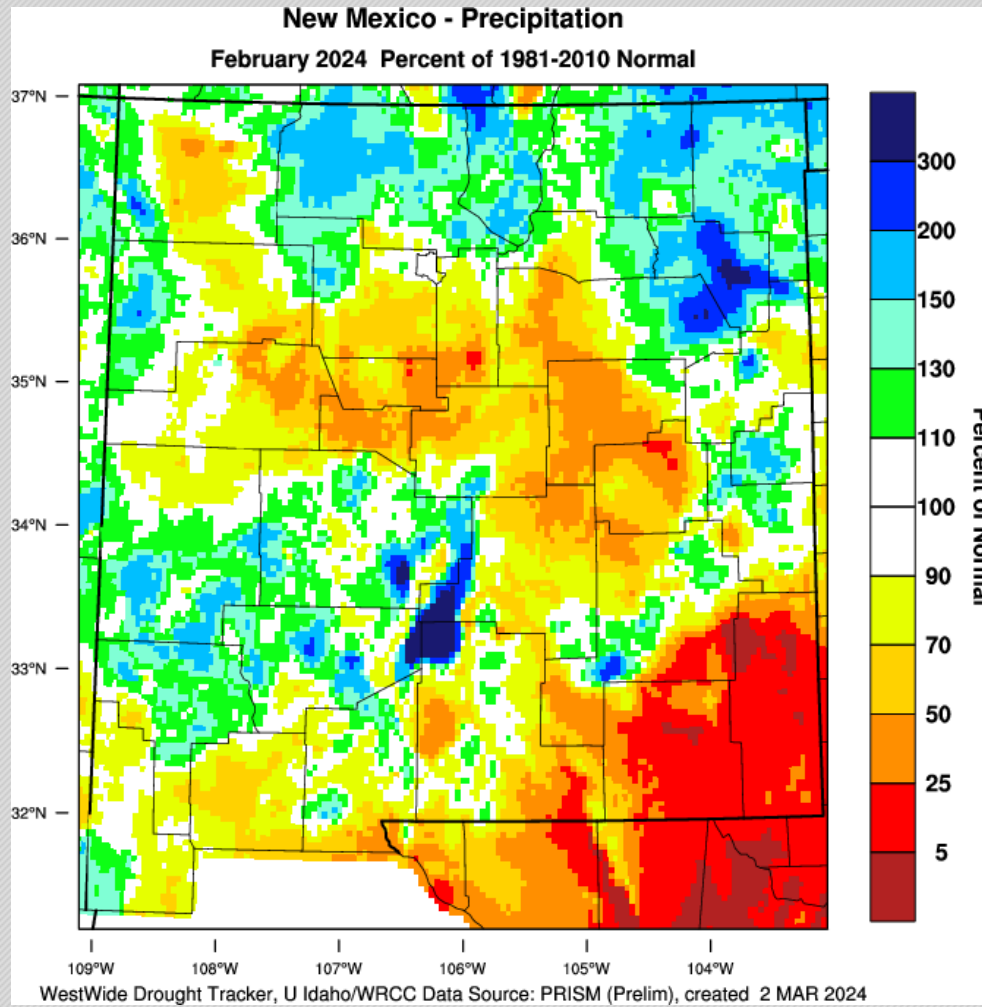 New Mexico - Precipitation
February 2024 Percent of 1981-2010 Normal
37°N
36°N
35°N
34°N
33°N
32°N
109°W 108°W 107°W 106°W 105°W 104°W
300
200
150
130
110
100
90
70
50
25
5
Percent of Normal
WestWide Drought Tracker, U Idaho/WRCC Data Source: PRISM (Prelim), created 2 MAR 2024